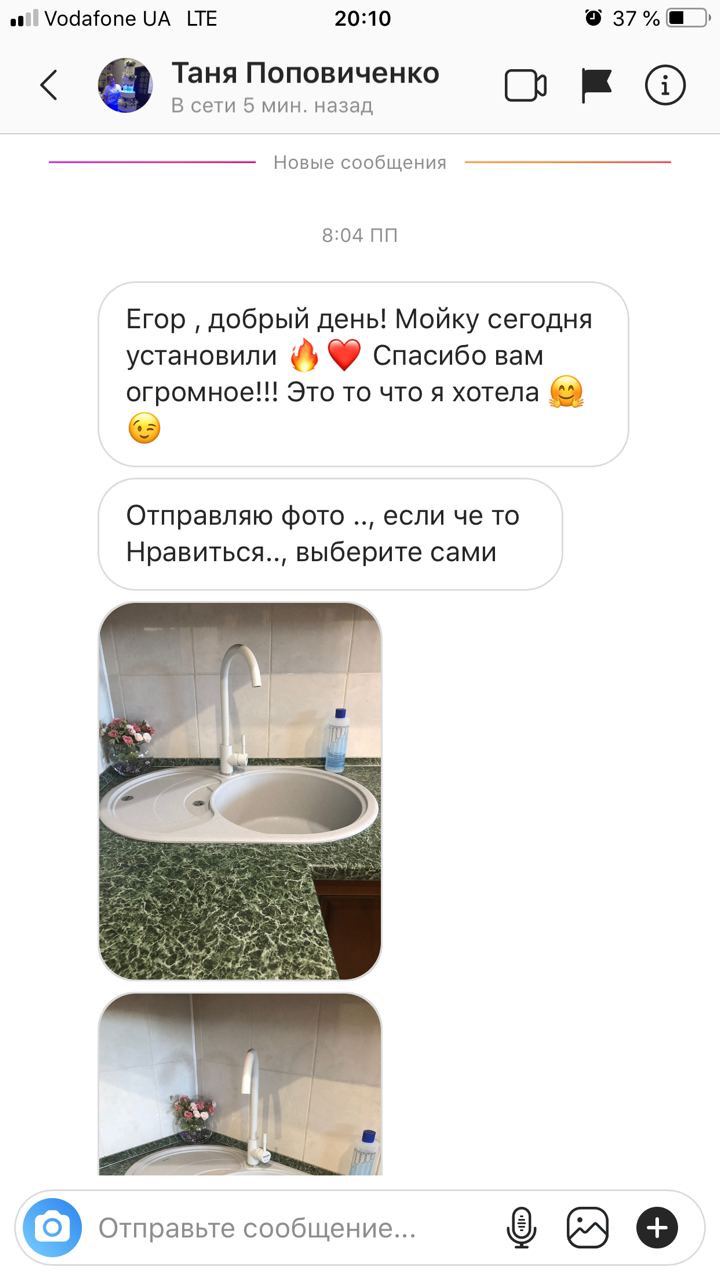 Vodafone UA LTE 20:10 37 %
Таня Поповиченко
В сети 5 мин. назад
Новые сообщения
8:04 ПП
Егор , добрый день! Мойку сегодня
установили 🔥 ❤️ Спасибо вам
огромное!!! Это то что я хотела 🤗
😉
Отправляю фото .., если че то
Нравиться.., выберите сами
Отправьте сообщение...